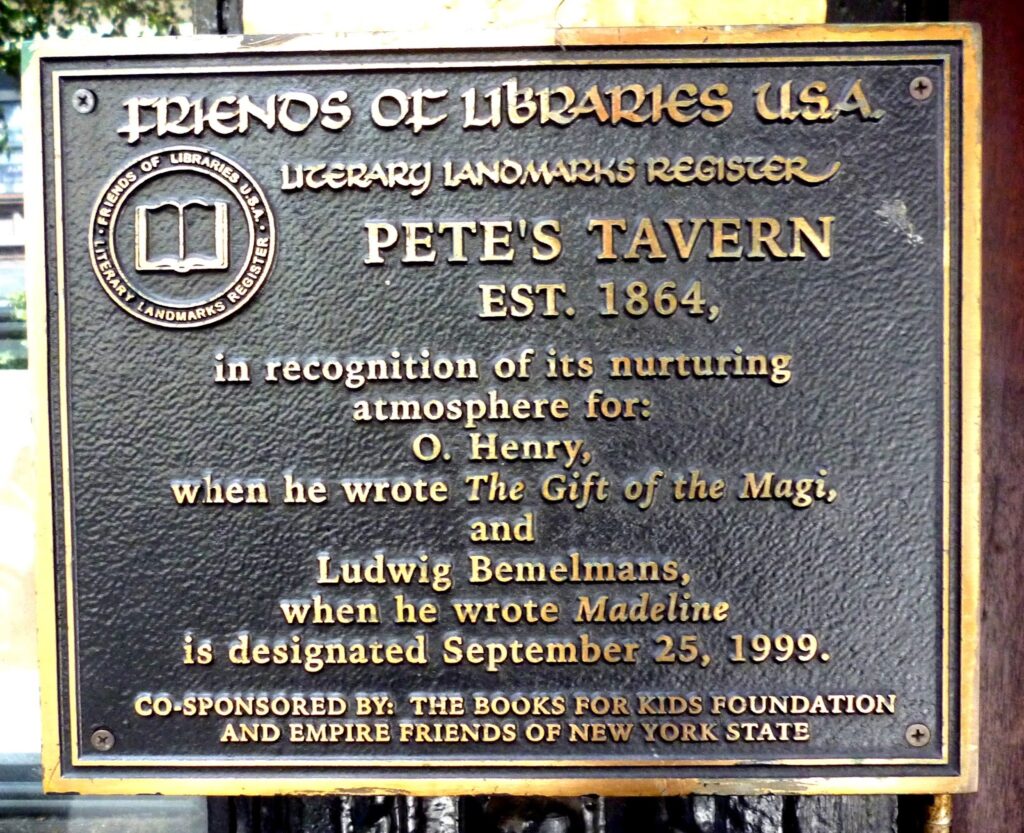 FRIENDS OF LIBRARIES U.S.A.
LITERARY LANDMARKS REGISTER
· FRIENDS OF LIBRARIES U.S.A. ·
LITERARY LANDMARKS REGISTER
PETE'S TAVERN
EST. 1864,
in recognition of its nurturing
atmosphere for:
O. Henry,
when he wrote The Gift of the Magi,
and
Ludwig Bemelmans,
when he wrote Madeline
is designated September 25, 1999.
CO-SPONSORED BY: THE BOOKS FOR KIDS FOUNDATION
AND EMPIRE FRIENDS OF NEW YORK STATE